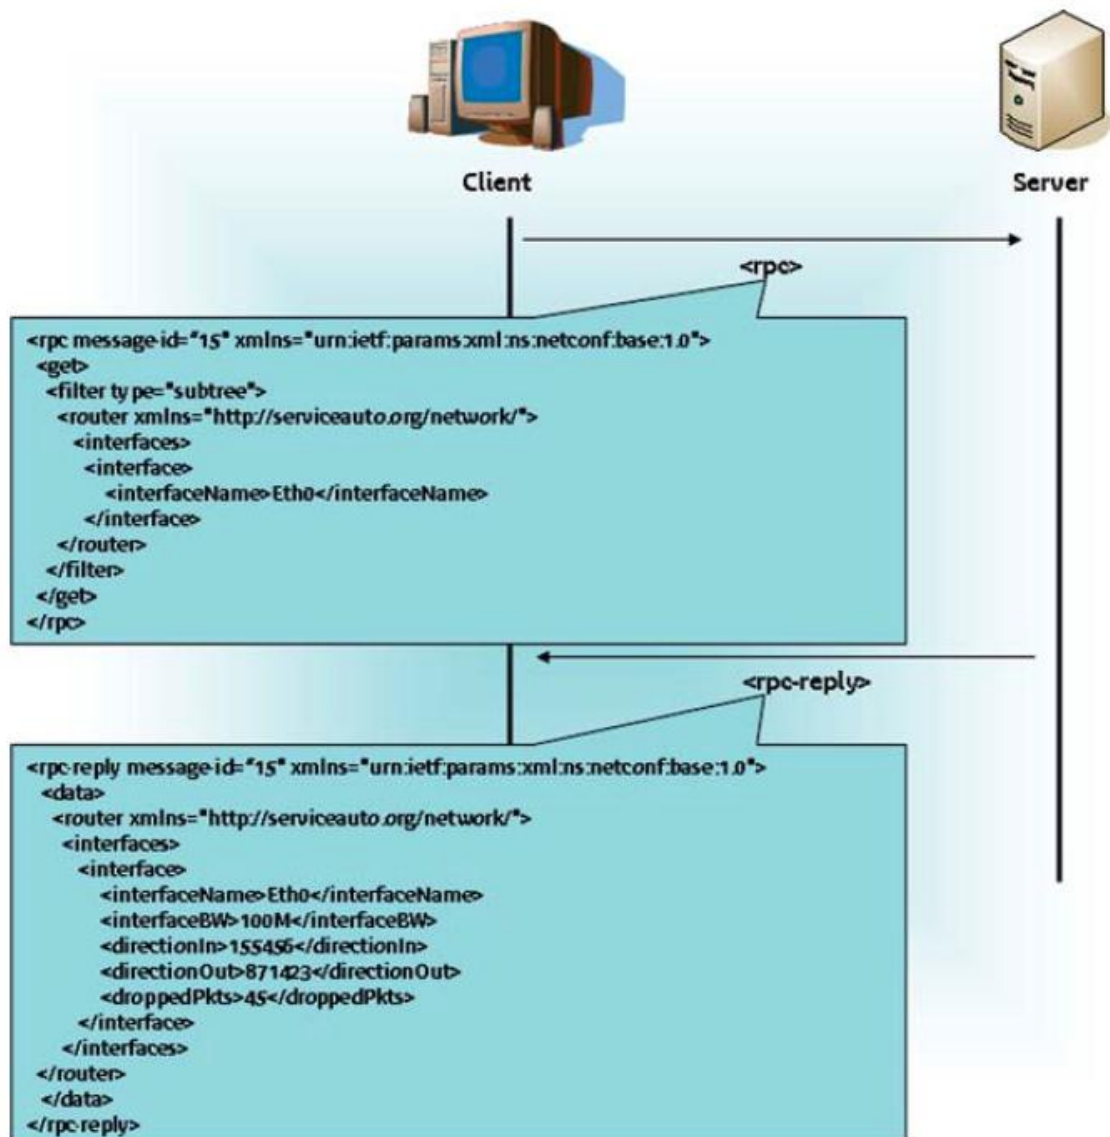 Client
Server
<rpc>
<rpc message-id="15" xmlns="urn:ietf:params:xml:ns:netconf:base:1.0">
<get>
<filter type="subtree">
<router xmlns="http://serviceauto.org/network/">
<interfaces>
<interface>
<interfaceName>Eth0</interfaceName>
</interface>
</router>
</filter>
</get>
</rpc>
<rpc-reply>
<rpc-reply message-id="15" xmlns="urn:ietf:params:xml:ns:netconf:base:1.0">
<data>
<router xmlns="http://serviceauto.org/network/">
<interfaces>
<interface>
<interfaceName>Eth0</interfaceName>
<interfaceBW>100M</interfaceBW>
<directionIn>155456</directionIn>
<directionOut>871423</directionOut>
<droppedPkts>45</droppedPkts>
</interface>
</interfaces>
</router>
</data>
</rpc-reply>